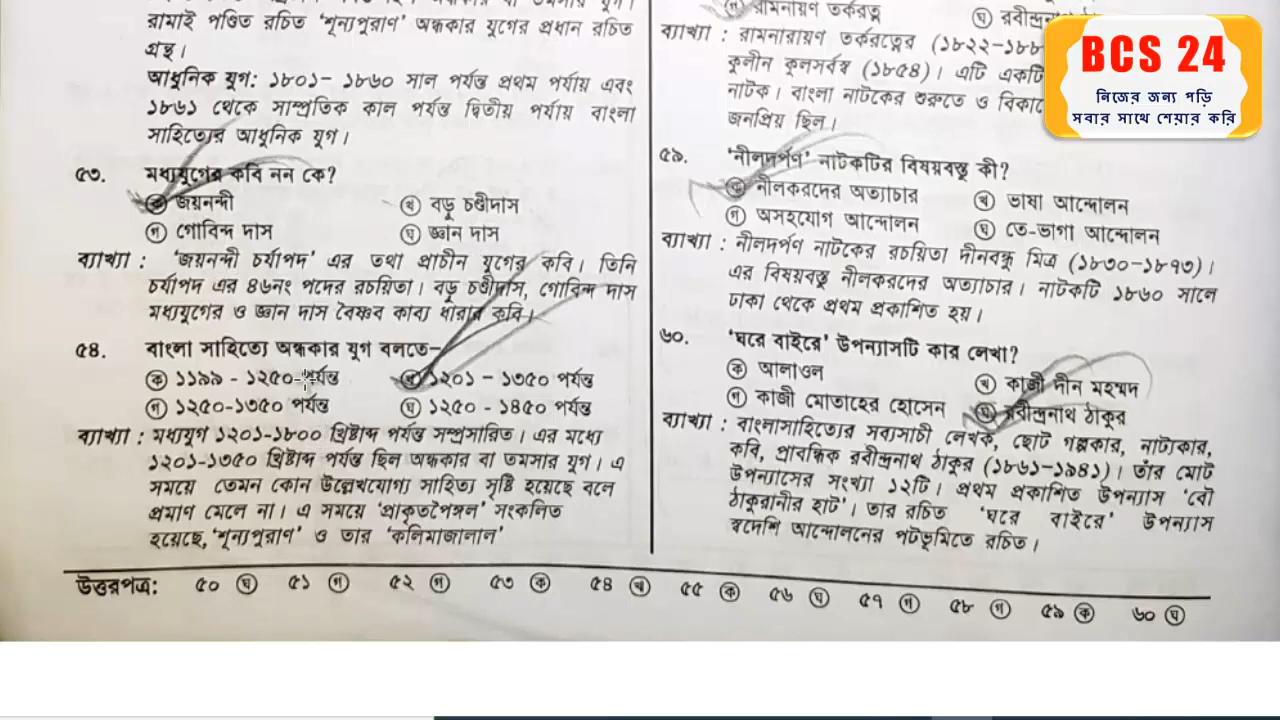 রামাই পণ্ডিত রচিত ‘শূন্যপুরাণ’ অন্ধকার যুগের প্রধান রচিত
গ্রন্থ।
আধুনিক যুগ: ১৮০১– ১৮৬০ সাল পর্যন্ত প্রথম পর্যায় এবং
১৮৬১ থেকে সাম্প্রতিক কাল পর্যন্ত দ্বিতীয় পর্যায় বাংলা
সাহিত্যের আধুনিক যুগ।
৫৩. মধ্যযুগের কবি নন কে?
ক জয়নন্দী খ বড়ু চণ্ডীদাস
গ গোবিন্দ দাস ঘ জ্ঞান দাস
ব্যাখ্যা : ‘জয়নন্দী চর্যাপদ’ এর তথা প্রাচীন যুগের কবি। তিনি
চর্যাপদ এর ৪৬নং পদের রচয়িতা। বড়ু চণ্ডীদাস, গোবিন্দ দাস
মধ্যযুগের ও জ্ঞান দাস বৈষ্ণব কাব্য ধারার কবি।
৫৪. বাংলা সাহিত্যে অন্ধকার যুগ বলতে–
ক ১১৯৯ - ১২৫০ পর্যন্ত খ ১২০১ – ১৩৫০ পর্যন্ত
গ ১২৫০-১৩৫০ পর্যন্ত ঘ ১২৫০ - ১৪৫০ পর্যন্ত
ব্যাখ্যা : মধ্যযুগ ১২০১-১৮০০ খ্রিষ্টাব্দ পর্যন্ত সম্প্রসারিত। এর মধ্যে
১২০১-১৩৫০ খ্রিষ্টাব্দ পর্যন্ত ছিল অন্ধকার বা তমসার যুগ। এ
সময়ে তেমন কোন উল্লেখযোগ্য সাহিত্য সৃষ্টি হয়েছে বলে
প্রমাণ মেলে না। এ সময়ে ‘প্রাকৃতপৈঙ্গল’ সংকলিত
হয়েছে, ‘শূন্যপুরাণ’ ও তার ‘কলিমাজালাল’
গ রামনায়ণ তর্করত্ন ঘ
ব্যাখ্যা : রামনারায়ণ তর্করত্নের (১৮২২-১৮৮
কুলীন কুলসর্বস্ব (১৮৫৪)। এটি একটি
নাটক। বাংলা নাটকের শুরুতে ও বিকাশে
জনপ্রিয় ছিল।
৫৯. ‘নীলদর্পণ’ নাটকটির বিষয়বস্তু কী?
ক নীলকরদের অত্যাচার খ ভাষা আন্দোলন
গ অসহযোগ আন্দোলন ঘ তে-ভাগা আন্দোলন
ব্যাখ্যা : নীলদর্পণ নাটকের রচয়িতা দীনবন্ধু মিত্র (১৮৩০-১৮৭৩)।
এর বিষয়বস্তু নীলকরদের অত্যাচার। নাটকটি ১৮৬০ সালে
ঢাকা থেকে প্রথম প্রকাশিত হয়।
৬০. ‘ঘরে বাইরে’ উপন্যাসটি কার লেখা?
ক আলাওল খ কাজী দীন মহম্মদ
গ কাজী মোতাহের হোসেন ঘ রবীন্দ্রনাথ ঠাকুর
ব্যাখ্যা : বাংলাসাহিত্যের সব্যসাচী লেখক, ছোট গল্পকার, নাট্যকার,
কবি, প্রাবন্ধিক রবীন্দ্রনাথ ঠাকুর (১৮৬১–১৯৪১)। তাঁর মোট
উপন্যাসের সংখ্যা ১২টি। প্রথম প্রকাশিত উপন্যাস ‘বৌ
ঠাকুরানীর হাট’। তার রচিত ‘ঘরে বাইরে’ উপন্যাস
স্বদেশি আন্দোলনের পটভূমিতে রচিত।
উত্তরপত্র: ৫০ ঘ ৫১ গ ৫২ গ ৫৩ ক ৫৪ খ ৫৫ ক ৫৬ ঘ ৫৭ গ ৫৮ গ ৫৯ ক ৬০ ঘ
BCS 24
নিজের জন্য পড়ি
সবার সাথে শেয়ার করি